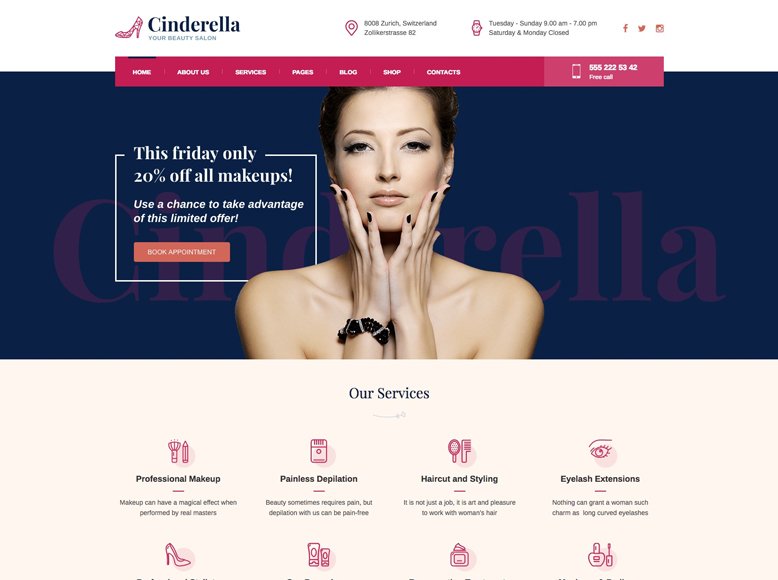 Cinderella
YOUR BEAUTY SALON
8008 Zurich, Switzerland
Zollikerstrasse 82
Tuesday - Sunday 9.00 am - 7.00 pm
Saturday & Monday Closed
HOME
ABOUT US
SERVICES
PAGES
BLOG
SHOP
CONTACTS
555 222 53 42
Free call
This friday only
20% off all makeups!
Use a chance to take advantage
of this limited offer!
BOOK APPOINTMENT
Cinderella
Our Services
Professional Makeup
Makeup can have a magical effect when
performed by real masters
Painless Depilation
Beauty sometimes requires pain, but
depilation with us can be pain-free
Haircut and Styling
It is not just a job, it is art and pleasure
to work with woman's hair
Eyelash Extensions
Nothing can grant a woman such
charm as long curved eyelashes